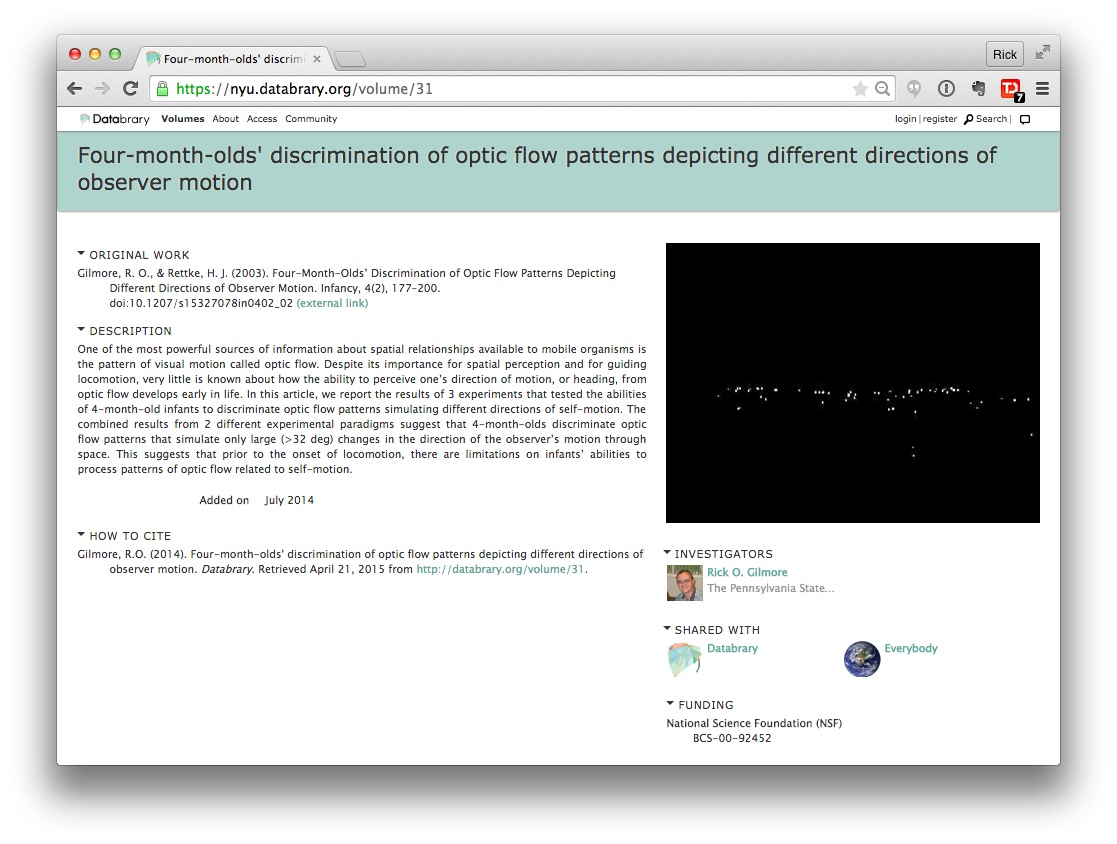 Four-month-olds' discrim
Rick
https://nyu.databrary.org/volume/31
7
Databrary Volumes About Access Community login | register Search |
Four-month-olds' discrimination of optic flow patterns depicting different directions of
observer motion
ORIGINAL WORK
Gilmore, R. O., & Rettke, H. J. (2003). Four-Month-Olds' Discrimination of Optic Flow Patterns Depicting
Different Directions of Observer Motion. Infancy, 4(2), 177-200.
doi:10.1207/s15327078in0402_02 (external link)
DESCRIPTION
One of the most powerful sources of information about spatial relationships available to mobile organisms is
the pattern of visual motion called optic flow. Despite its importance for spatial perception and for guiding
locomotion, very little is known about how the ability to perceive one's direction of motion, or heading, from
optic flow develops early in life. In this article, we report the results of 3 experiments that tested the abilities
of 4-month-old infants to discriminate optic flow patterns simulating different directions of self-motion. The
combined results from 2 different experimental paradigms suggest that 4-month-olds discriminate optic
flow patterns that simulate only large (>32 deg) changes in the direction of the observer's motion through
space. This suggests that prior to the onset of locomotion, there are limitations on infants' abilities to
process patterns of optic flow related to self-motion.
Added on July 2014
HOW TO CITE
Gilmore, R.O. (2014). Four-month-olds' discrimination of optic flow patterns depicting different directions of
observer motion. Databrary. Retrieved April 21, 2015 from http://databrary.org/volume/31.
INVESTIGATORS
Rick O. Gilmore
The Pennsylvania State...
SHARED WITH
Databrary
Everybody
FUNDING
National Science Foundation (NSF)
BCS-00-92452